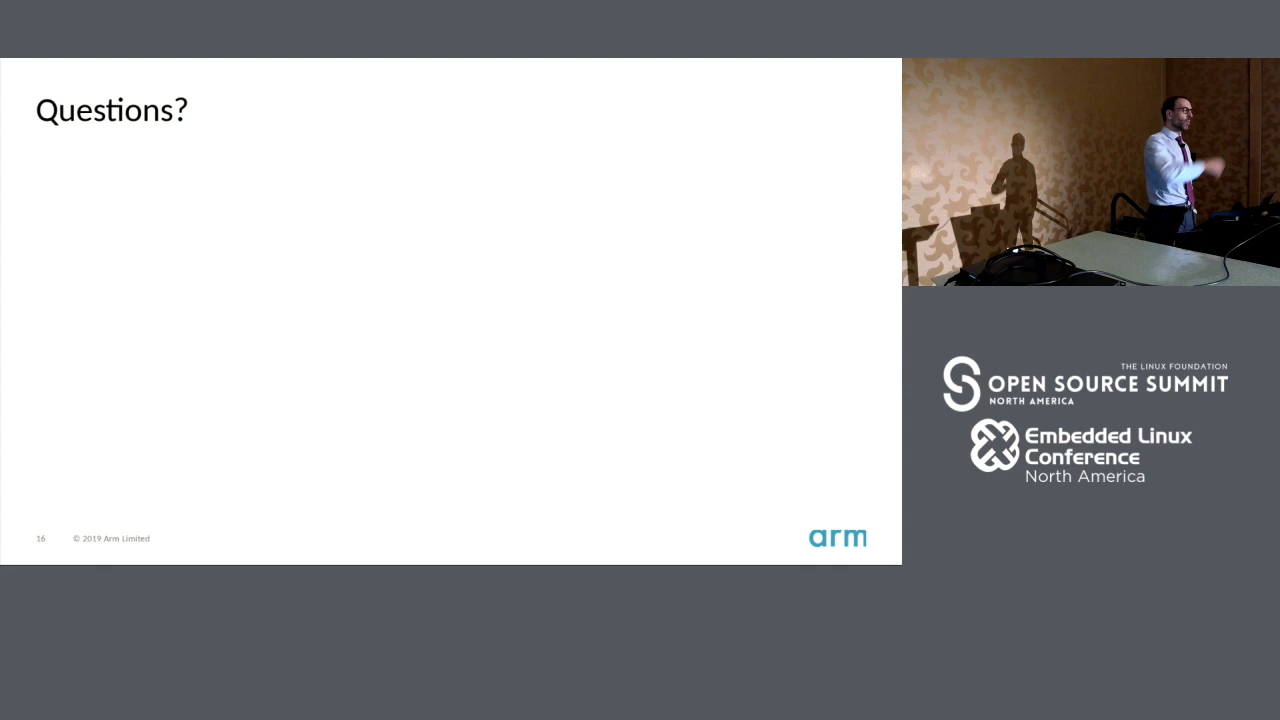 Questions?
16 © 2019 Arm Limited
arm
THE LINUX FOUNDATION
OPEN SOURCE SUMMIT
NORTH AMERICA
Embedded Linux
Conference
North America